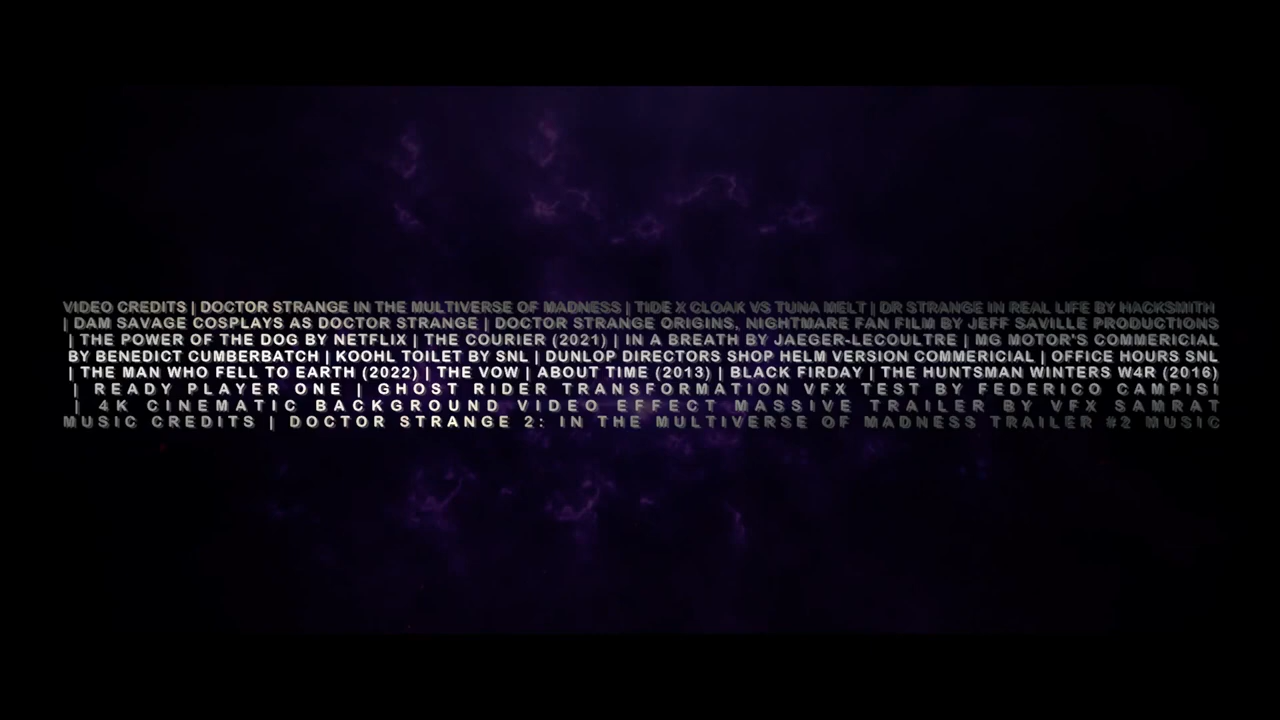 VIDEO CREDITS | DOCTOR STRANGE IN THE MULTIVERSE OF MADNESS | TIDE X CLOAK VS TUNA MELT | DR STRANGE IN REAL LIFE BY HACKSMITH
| DAM SAVAGE COSPLAYS AS DOCTOR STRANGE | DOCTOR STRANGE ORIGINS, NIGHTMARE FAN FILM BY JEFF SAVILLE PRODUCTIONS
| THE POWER OF THE DOG BY NETFLIX | THE COURIER (2021) | IN A BREATH BY JAEGER-LECOULTRE | MG MOTOR'S COMMERICIAL
BY BENEDICT CUMBERBATCH | KOOHL TOILET BY SNL | DUNLOP DIRECTORS SHOP HELM VERSION COMMERICIAL | OFFICE HOURS SNL
| THE MAN WHO FELL TO EARTH (2022) | THE VOW | ABOUT TIME (2013) | BLACK FIRDAY | THE HUNTSMAN WINTERS W4R (2016)
| READY PLAYER ONE | GHOST RIDER TRANSFORMATION VFX TEST BY FEDERICO CAMPISI
| 4K CINEMATIC BACKGROUND VIDEO EFFECT MASSIVE TRAILER BY VFX SAMRAT
MUSIC CREDITS | DOCTOR STRANGE 2: IN THE MULTIVERSE OF MADNESS TRAILER #2 MUSIC